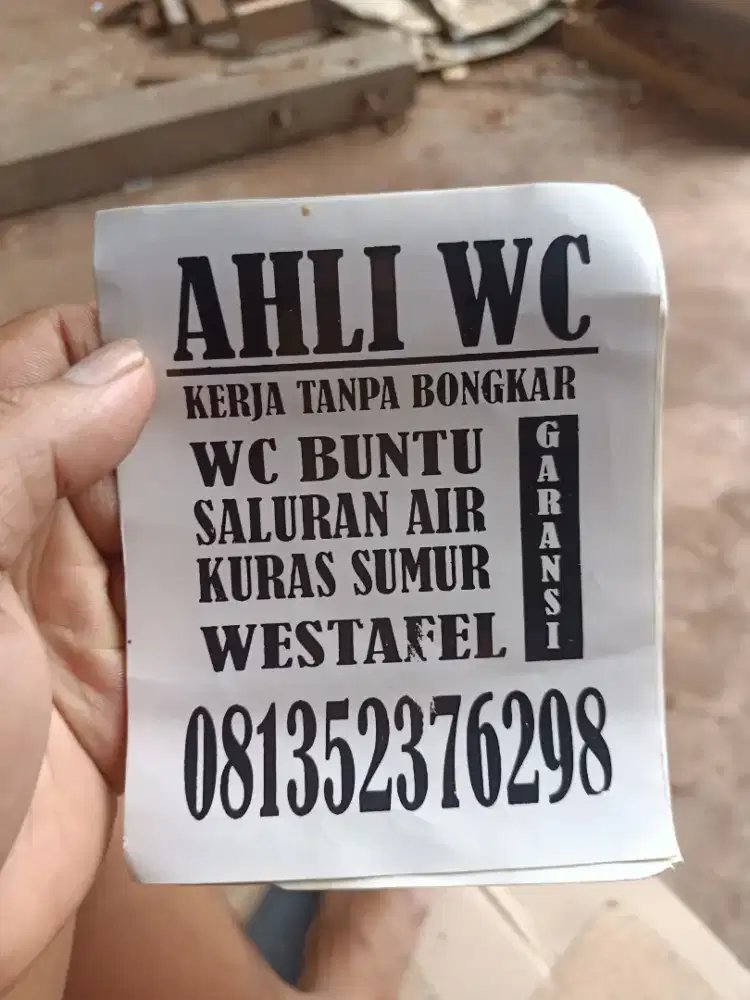 AHLI WC
KERJA TANPA BONGKAR
WC BUNTU
SALURAN AIR
KURAS SUMUR
WESTAFEL
GARANSI
081352376298